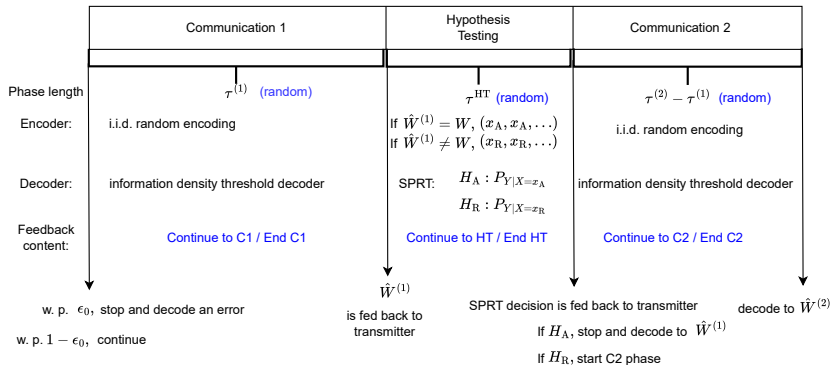 Communication 1
Hypothesis
Testing
Communication 2
Phase length
τ^{(1)} (random)
τ^{HT} (random)
τ^{(2)} − τ^{(1)} (random)
Encoder:
i.i.d. random encoding
If Ŵ^{(1)} = W, (x_A, x_A, …)
If Ŵ^{(1)} ≠ W, (x_R, x_R, …)
i.i.d. random encoding
Decoder:
information density threshold decoder
SPRT:
H_A : P_{Y|X=x_A}
H_R : P_{Y|X=x_R}
information density threshold decoder
Feedback
content:
Continue to C1 / End C1
Continue to HT / End HT
Continue to C2 / End C2
w. p. ϵ_0, stop and decode an error
w. p. 1 − ϵ_0, continue
Ŵ^{(1)}
is fed back to
transmitter
SPRT decision is fed back to transmitter
If H_A, stop and decode to Ŵ^{(1)}
If H_R, start C2 phase
decode to Ŵ^{(2)}